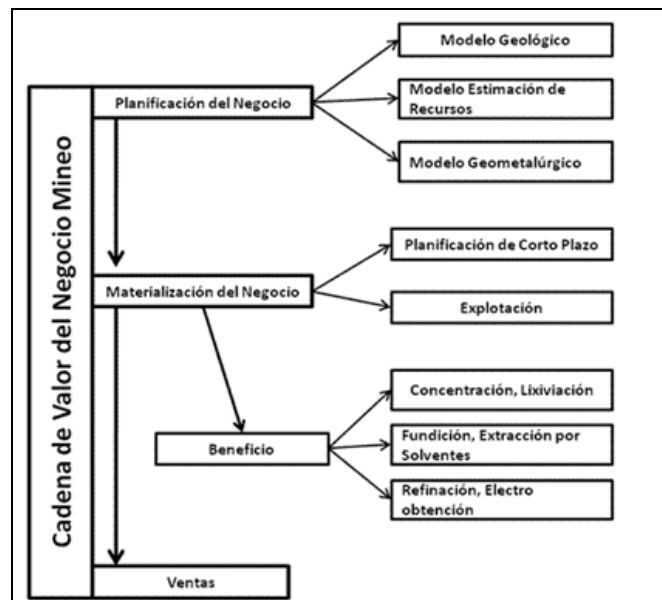 Cadena de Valor del Negocio Mineo
Planificación del Negocio
Modelo Geológico
Modelo Estimación de
Recursos
Modelo Geometalúrgico
Materialización del Negocio
Planificación de Corto Plazo
Explotación
Beneficio
Concentración, Lixiviación
Fundición, Extracción por
Solventes
Refinación, Electro
obtención
Ventas